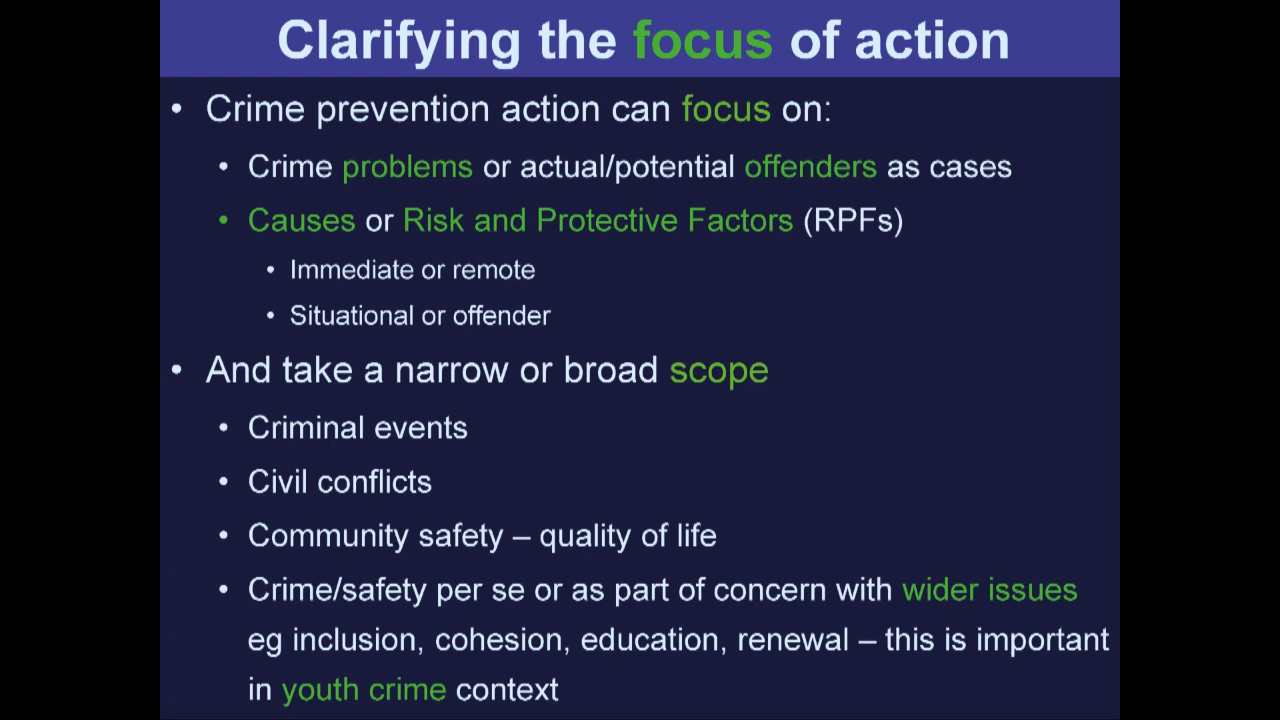 Clarifying the focus of action
• Crime prevention action can focus on:
• Crime problems or actual/potential offenders as cases
• Causes or Risk and Protective Factors (RPFs)
• Immediate or remote
• Situational or offender
• And take a narrow or broad scope
• Criminal events
• Civil conflicts
• Community safety – quality of life
• Crime/safety per se or as part of concern with wider issues
eg inclusion, cohesion, education, renewal – this is important
in youth crime context